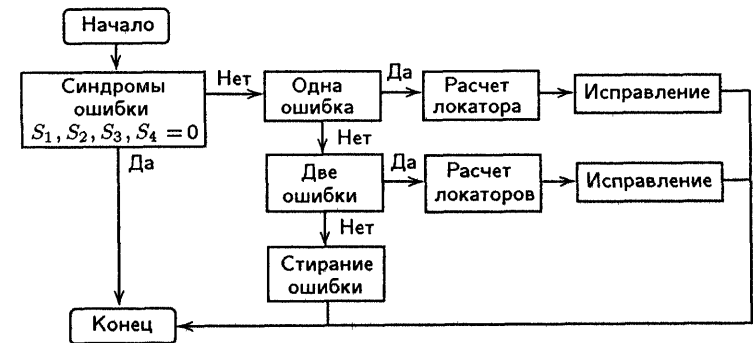 Начало
Синдромы
ошибки
S₁, S₂, S₃, S₄ = 0
Нет
Одна
ошибка
Да
Расчет
локатора
Исправление
Да
Нет
Две
ошибки
Да
Расчет
локаторов
Исправление
Нет
Стирание
ошибки
Конец